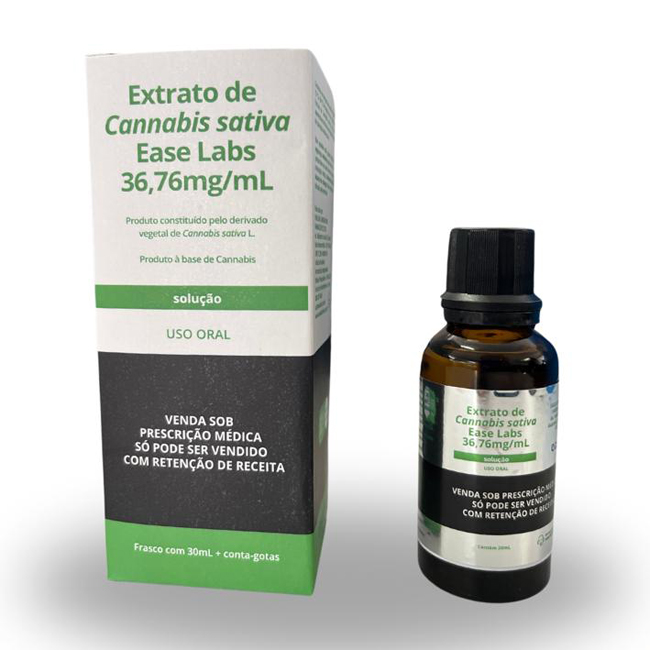 Extrato de
Cannabis sativa
Ease Labs
36,76mg/mL
Produto constituído pelo derivado
vegetal de Cannabis sativa L.
Produto à base de Cannabis
solução
USO ORAL
VENDA SOB
PRESCRIÇÃO MÉDICA
SÓ PODE SER VENDIDO
COM RETENÇÃO DE RECEITA
Frasco com 30mL + conta-gotas
Extrato de
Cannabis sativa
Ease Labs
36,76mg/mL
solução
USO ORAL
VENDA SOB PRESCRIÇÃO
SÓ PODE SER VENDIDO
COM RETENÇÃO DE